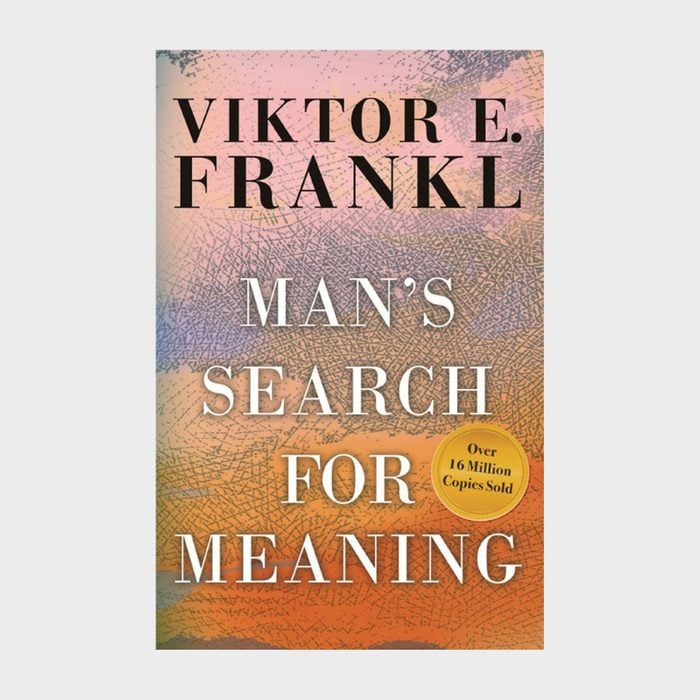 VIKTOR E.
FRANKL
MAN’S
SEARCH
FOR
MEANING
Over
16 Million
Copies Sold